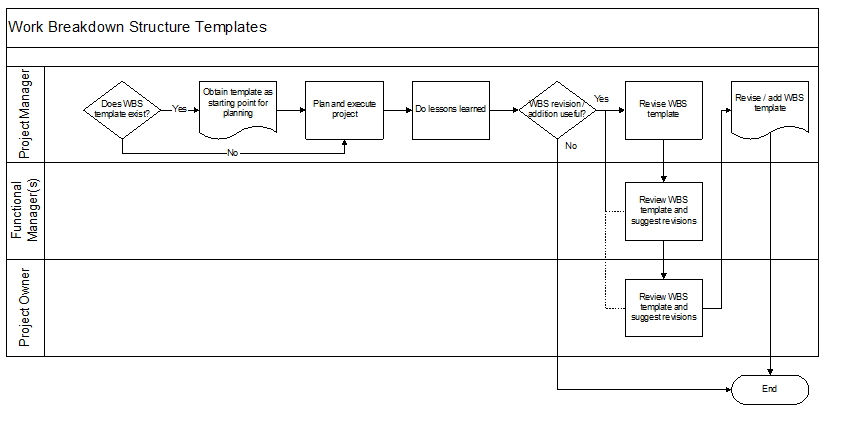 Work Breakdown Structure Templates
Project Manager
Does WBS
template exist?
Yes
Obtain template as
starting point for
planning
Plan and execute
project
Do lessons learned
WBS revision /
addition useful?
Yes
Revise WBS
template
Revise / add WBS
template
No
No
Functional
Manager(s)
Review WBS
template and
suggest revisions
Project Owner
Review WBS
template and
suggest revisions
End